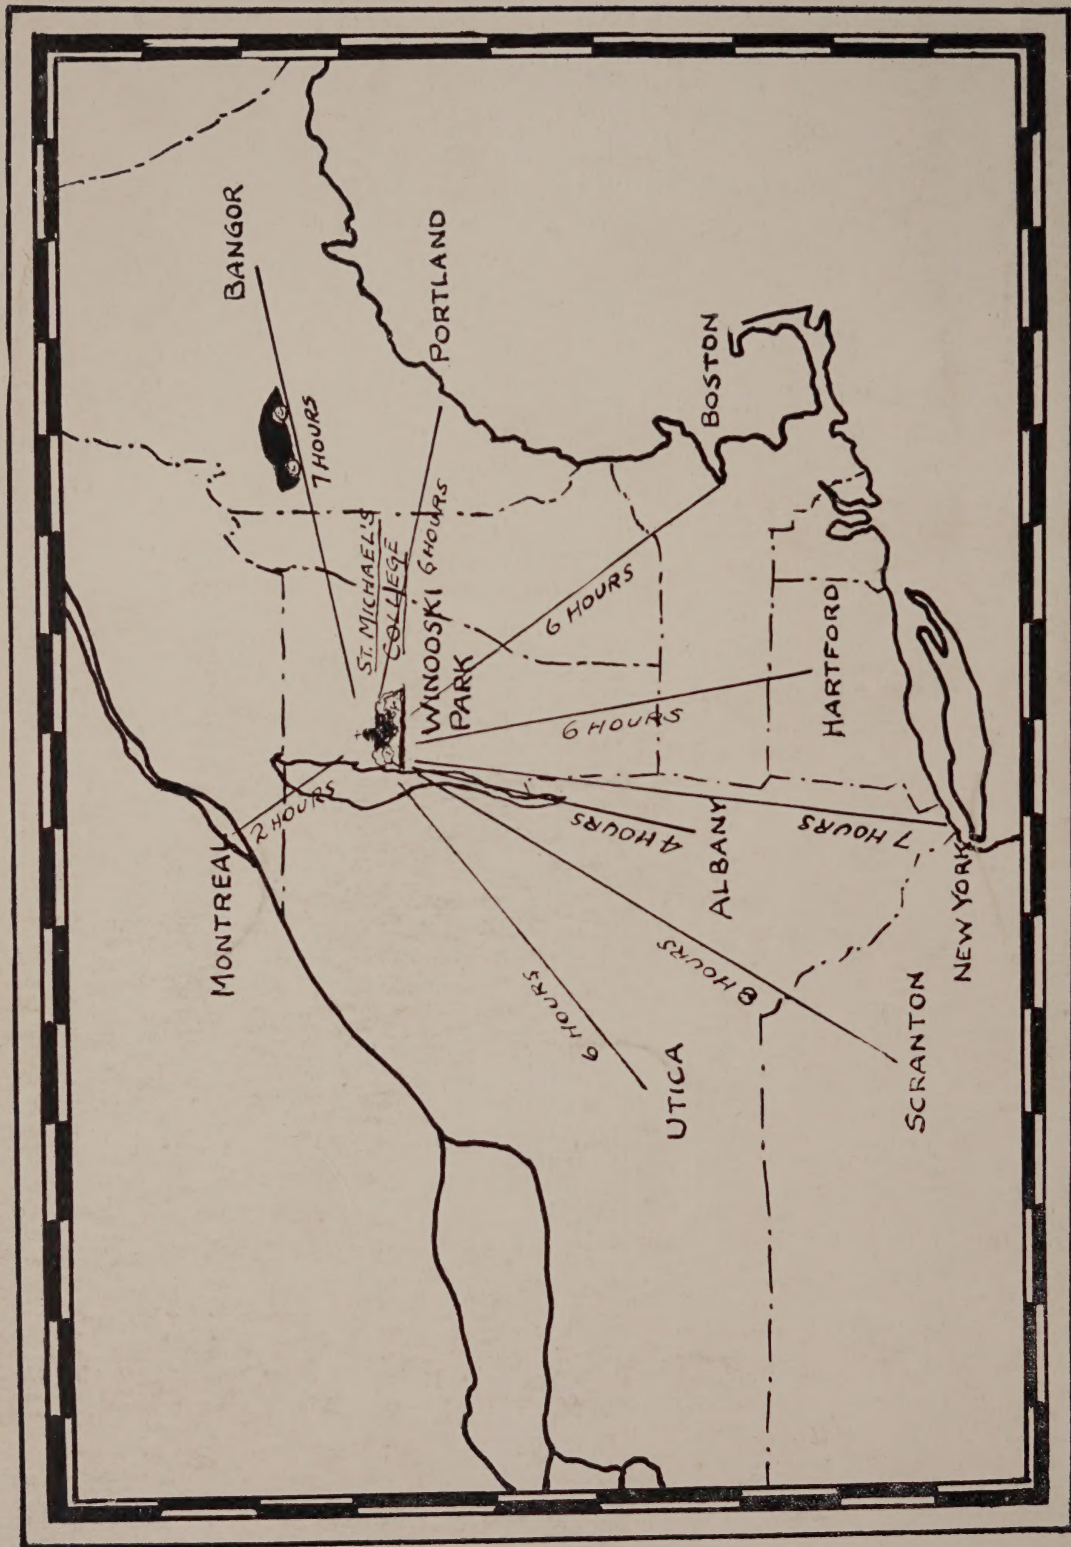 MONTREAL
BANGOR
2 HOURS
7 HOURS
ST. MICHAEL'S
COLLEGE
WINOOSKI
PARK
6 HOURS
PORTLAND
6 HOURS
6 HOURS
6 HOURS
4 HOURS
UTICA
8 HOURS
BOSTON
ALBANY
HARTFORD
7 HOURS
SCRANTON
NEW YORK